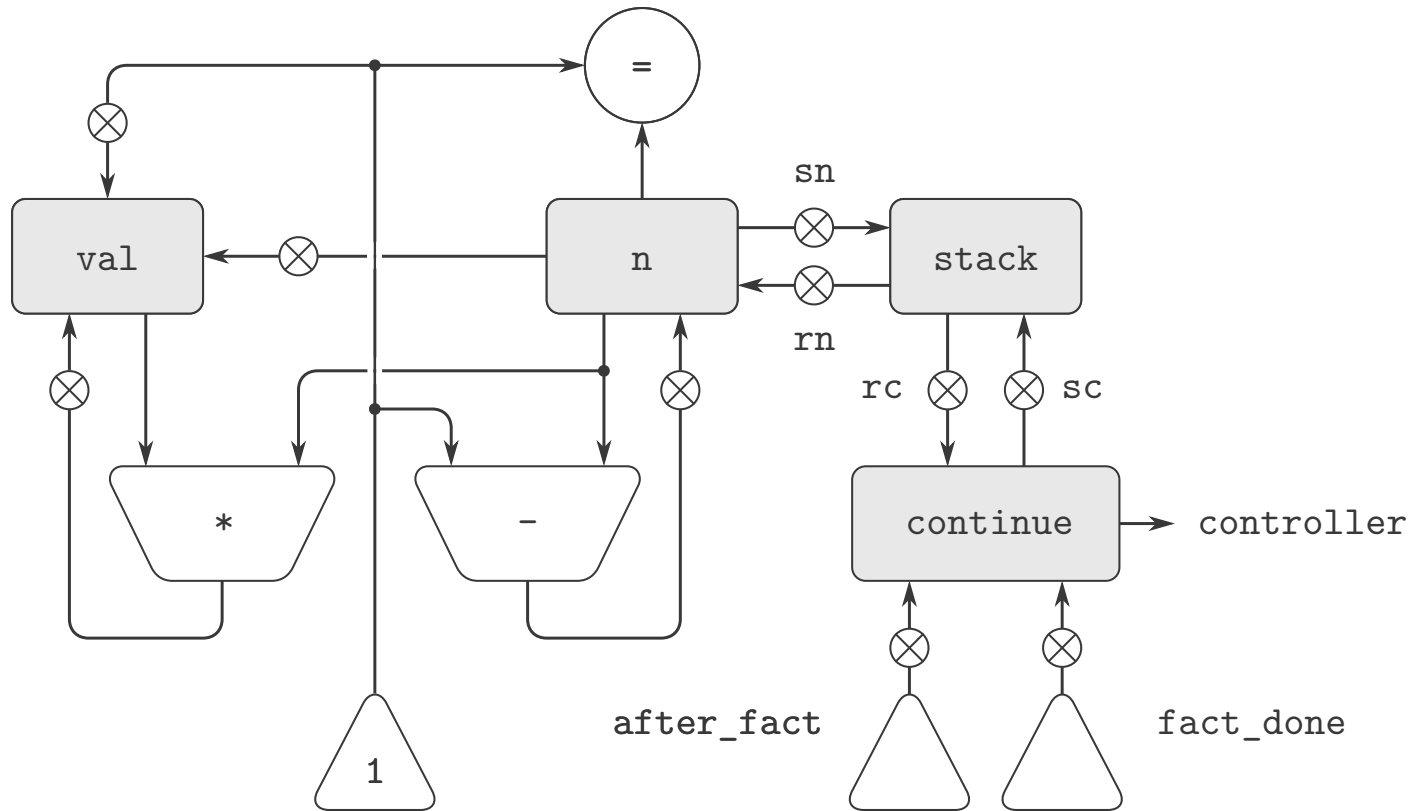 =
sn
val
n
stack
rn
rc
sc
*
-
continue
controller
after_fact
fact_done
1